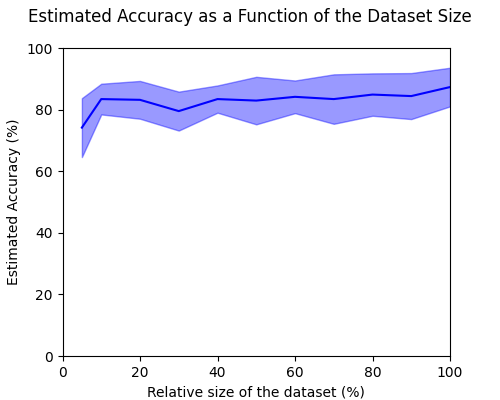 Estimated Accuracy as a Function of the Dataset Size
100
80
60
40
20
0
Estimated Accuracy (%)
0 20 40 60 80 100
Relative size of the dataset (%)